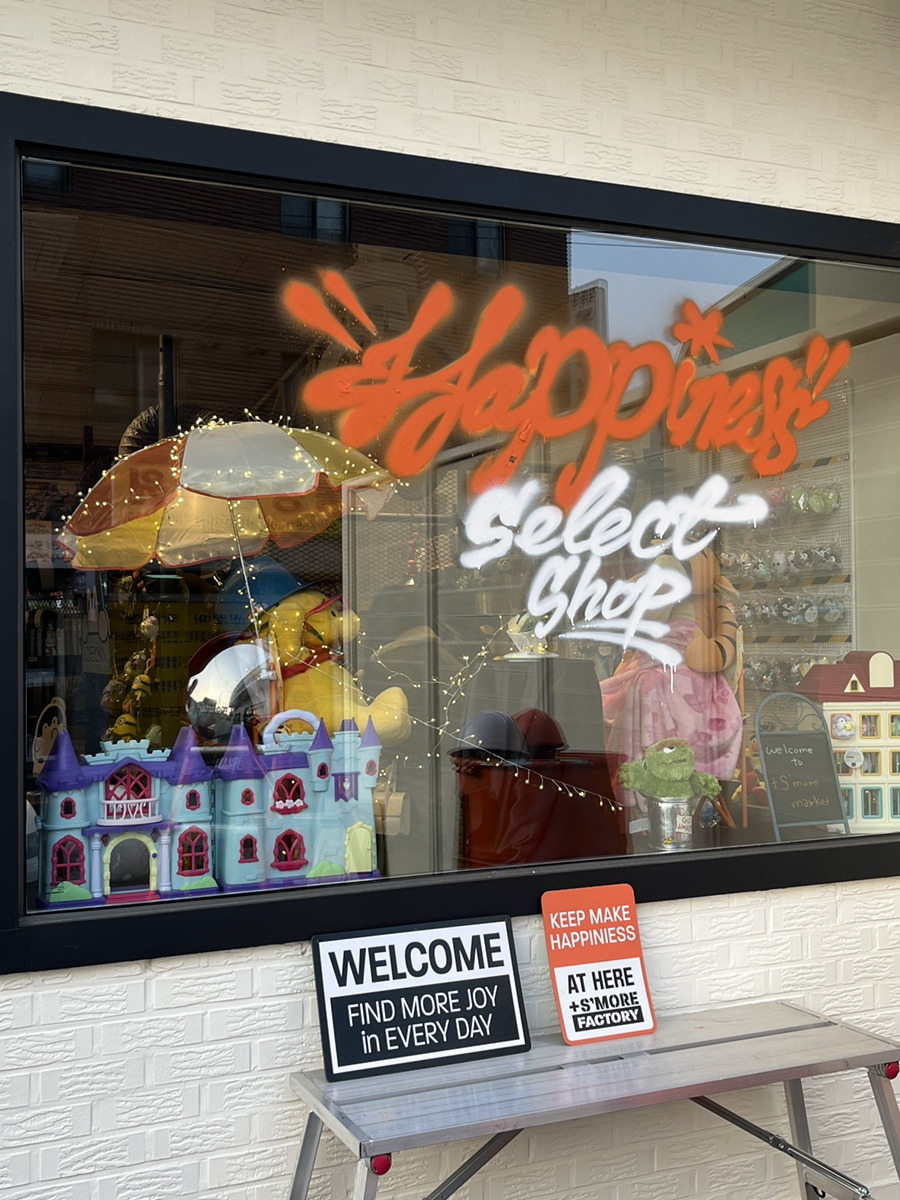 Happiness
Select
Shop
Welcome
to
+S'more
market
WELCOME
FIND MORE JOY
in EVERY DAY
KEEP MAKE
HAPPINIESS
AT HERE
+S'MORE
FACTORY